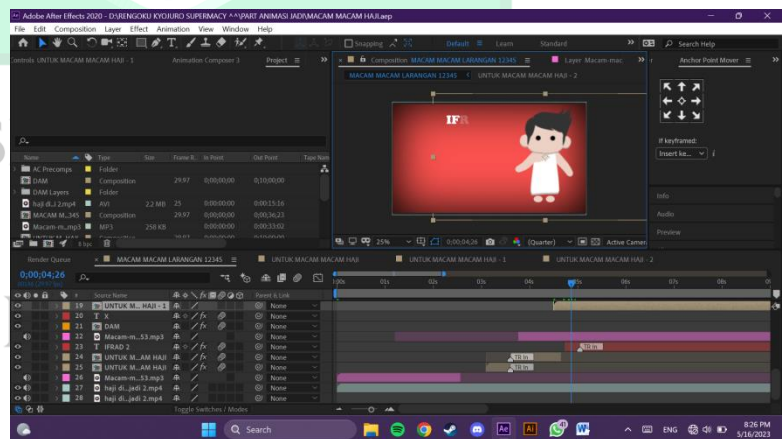 Adobe After Effects 2020 - D:\RENGOKU KYOJURO SUPERMACY ^^\PART ANIMASI JADI\MACAM MACAM HAJI.aep
File Edit Composition Layer Effect Animation View Window Help
Snapping Default Learn Standard Search Help
Controls UNTUK MACAM MACAM HAJI - 1 Animation Composer 3 Project
Composition MACAM MACAM LARANGAN 12345 Layer Macam-mac Anchor Point Mover
MACAM MACAM LARANGAN 12345 UNTUK MACAM MACAM HAJI - 2
IFR
If keyframed:
Insert ke...
Name Type Size Frame R... In Point Out Point Tape Nam
AC Precomps Folder
DAM Composition 29.97 0;00;00;00 0;10;00;00
DAM Layers Folder
haji di...i 2.mp4 AVI 2.2 MB 25 0:00:00:00 0:00:15:16
MACAM M...345 Composition 29.97 0;00;00;00 0;00;36;23
Macam-m...mp3 MP3 258 KB 0:00:33:02
Info
Audio
Preview
8 bpc
25% 0;00;04;26 (Quarter) Active Camer
Render Queue MACAM MACAM LARANGAN 12345 UNTUK MACAM MACAM HAJI UNTUK MACAM MACAM HAJI - 1 UNTUK MACAM MACAM HAJI - 2
0;00;04;26
:00s 01s 02s 03s 04s 05s 06s 07s 08s
# Source Name Parent & Link
19 UNTUK M... HAJI - 1 None
20 T X None
21 DAM None
22 Macam-m...53.mp3 None
23 T IFRAD 2 None TR In
24 UNTUK M...AM HAJI None TR In
25 UNTUK M...AM HAJI None TR In
26 Macam-m...53.mp3 None
27 haji di...jadi 2.mp4 None
28 haji di...jadi 2.mp4 None
Toggle Switches / Modes
Search Ae Ai ENG 8:26 PM
5/16/2023